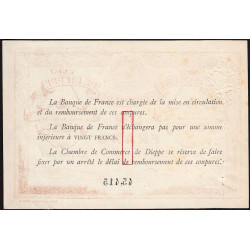 La Banque de France est chargée de la mise en circulation
et du remboursement de ces coupures.
La Banque de France n'échangera pas pour une somme
inférieure à VINGT FRANCS.
La Chambre de Commerce de Dieppe se réserve de faire
fixer par un arrêté le délai de remboursement de ces coupures.
45,415